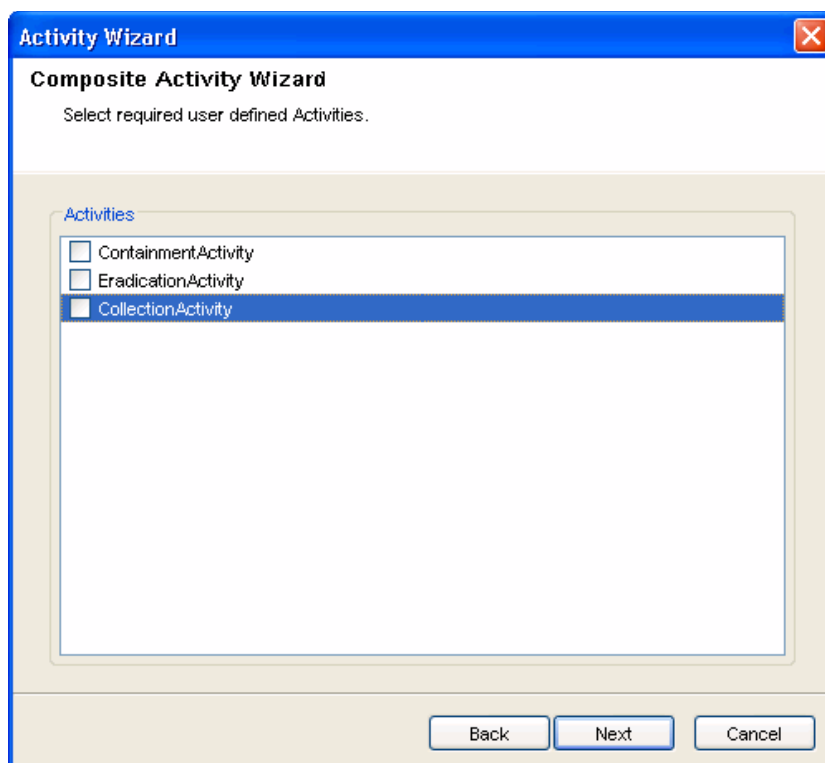 Activity Wizard
Composite Activity Wizard
Select required user defined Activities.
Activities
ContainmentActivity
EradicationActivity
CollectionActivity
Back Next Cancel